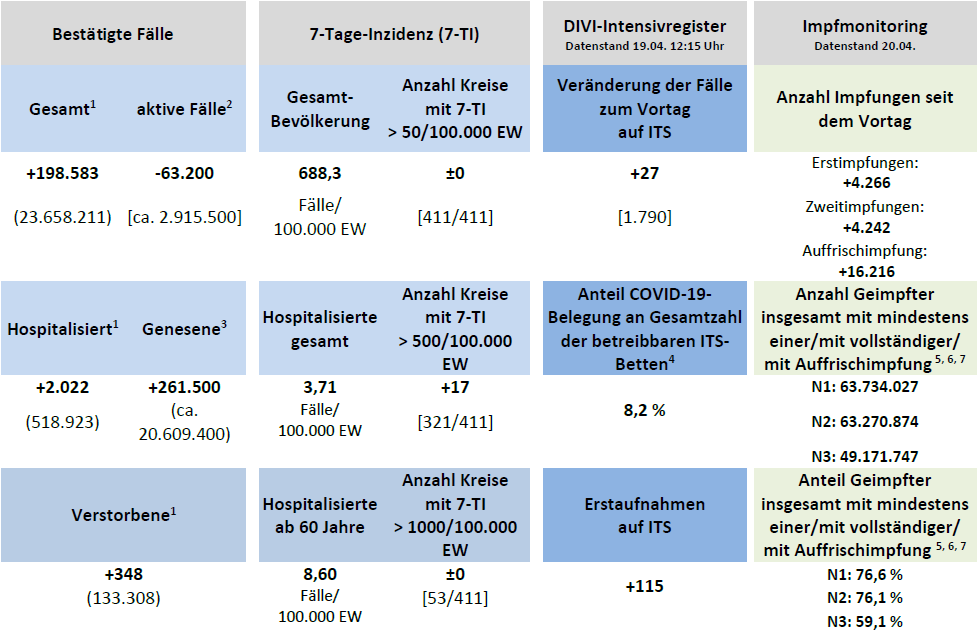 Bestätigte Fälle
7-Tage-Inzidenz (7-TI)
DIVI-Intensivregister
Datenstand 19.04. 12:15 Uhr
Impfmonitoring
Datenstand 20.04.
Gesamt¹
aktive Fälle²
Gesamt-
Bevölkerung
Anzahl Kreise
mit 7-TI
> 50/100.000 EW
Veränderung der Fälle
zum Vortag
auf ITS
Anzahl Impfungen seit
dem Vortag
+198.583
-63.200
688,3
±0
+27
Erstimpfungen:
+4.266
(23.658.211)
[ca. 2.915.500]
Fälle/
100.000 EW
[411/411]
[1.790]
Zweitimpfungen:
+4.242
Auffrischimpfung:
+16.216
Hospitalisiert¹
Genesene³
Hospitalisierte
gesamt
Anzahl Kreise
mit 7-TI
> 500/100.000
EW
Anteil COVID-19-
Belegung an Gesamtzahl
der betreibbaren ITS-
Betten⁴
Anzahl Geimpfter
insgesamt mit mindestens
einer/mit vollständiger/
mit Auffrischimpfung ⁵, ⁶, ⁷
+2.022
(518.923)
+261.500
(ca.
20.609.400)
3,71
Fälle/
100.000 EW
+17
[321/411]
8,2 %
N1: 63.734.027
N2: 63.270.874
N3: 49.171.747
Verstorbene¹
Hospitalisierte
ab 60 Jahre
Anzahl Kreise
mit 7-TI
> 1000/100.000
EW
Erstaufnahmen
auf ITS
Anteil Geimpfter
insgesamt mit mindestens
einer/mit vollständiger/
mit Auffrischimpfung ⁵, ⁶, ⁷
+348
(133.308)
8,60
Fälle/
100.000 EW
±0
[53/411]
+115
N1: 76,6 %
N2: 76,1 %
N3: 59,1 %